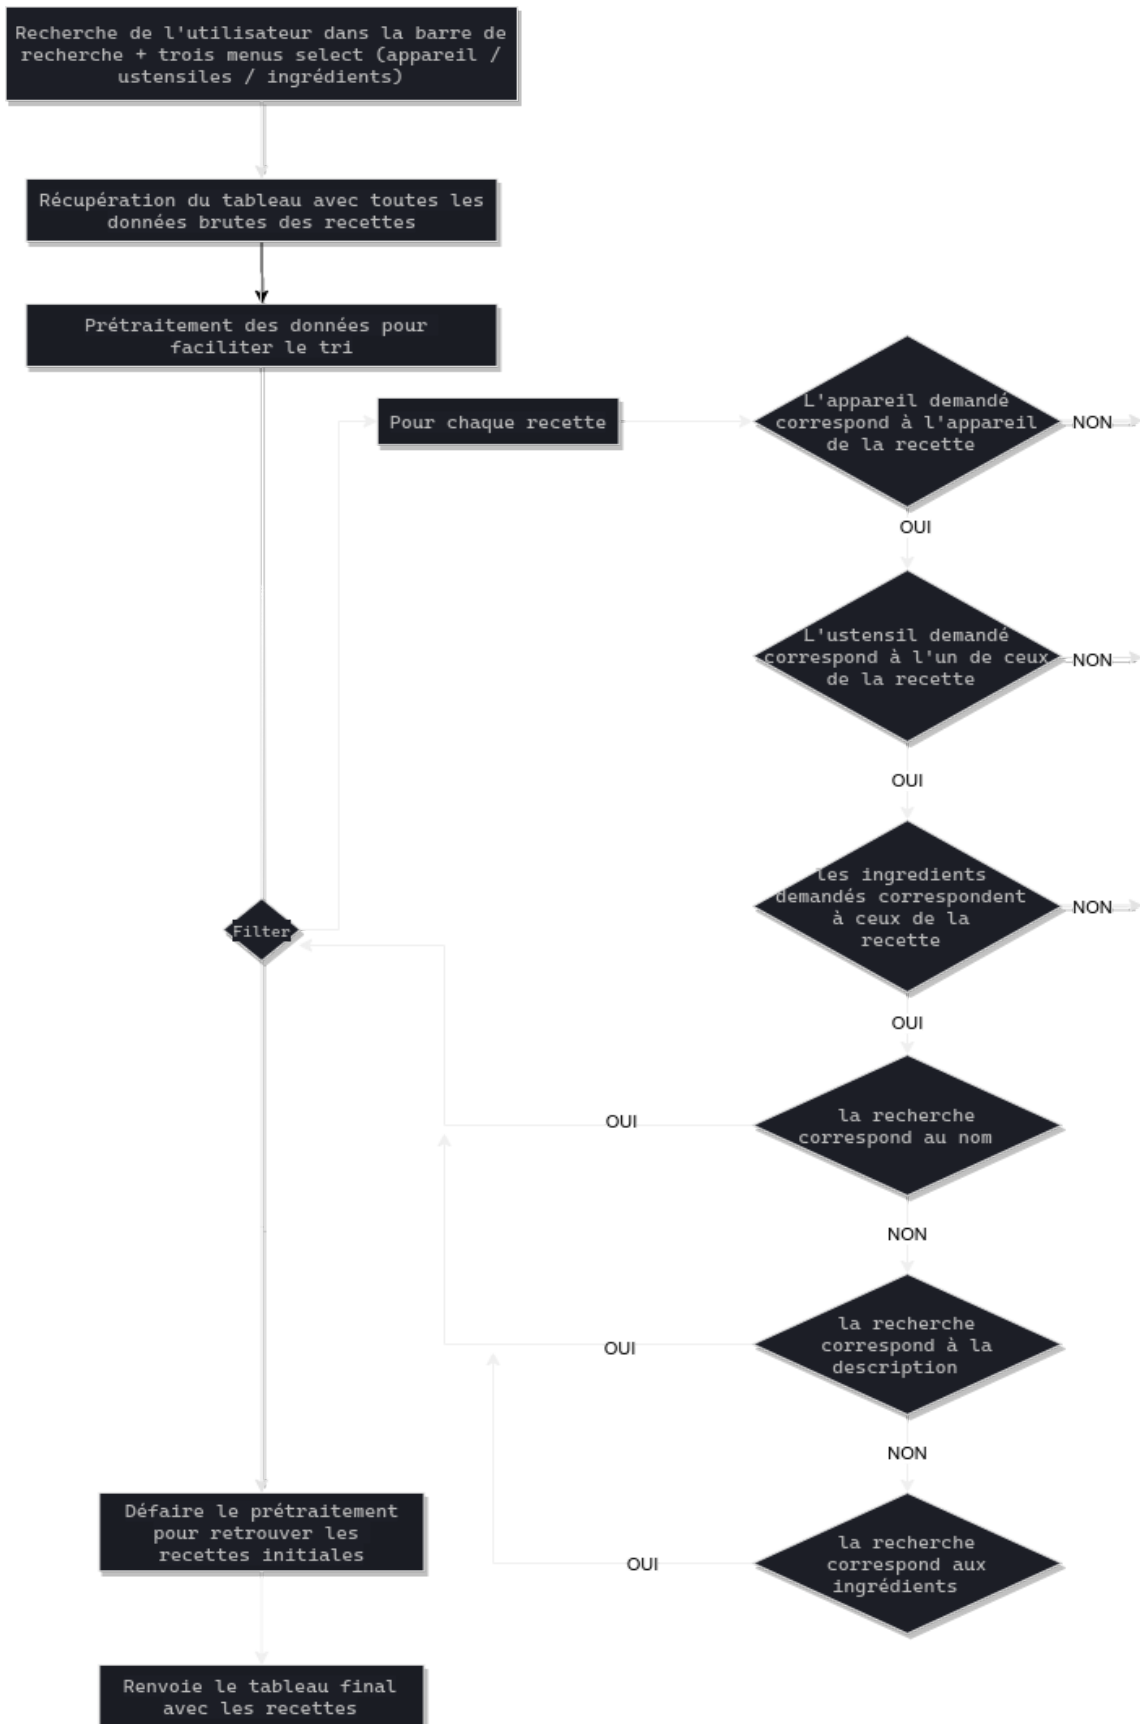 Recherche de l'utilisateur dans la barre de
recherche + trois menus select (appareil /
ustensiles / ingrédients)
Récupération du tableau avec toutes les
données brutes des recettes
Prétraitement des données pour
faciliter le tri
Pour chaque recette
L'appareil demandé
correspond à l'appareil
de la recette
NON
OUI
L'ustensil demandé
correspond à l'un de ceux
de la recette
NON
OUI
les ingredients
demandés correspondent
à ceux de la
recette
NON
Filter
OUI
la recherche
correspond au nom
OUI
NON
la recherche
correspond à la
description
OUI
NON
la recherche
correspond aux
ingrédients
OUI
Défaire le prétraitement
pour retrouver les
recettes initiales
Renvoie le tableau final
avec les recettes